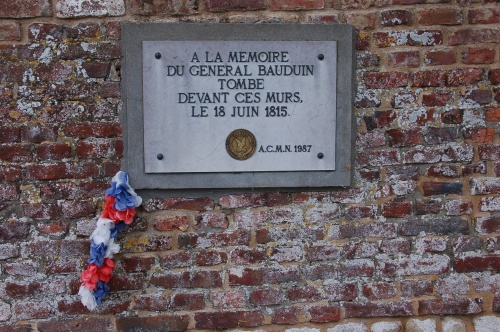 A LA MEMOIRE
DU GENERAL BAUDUIN
TOMBE
DEVANT CES MURS,
LE 18 JUIN 1815.
A.C.M.N. 1987